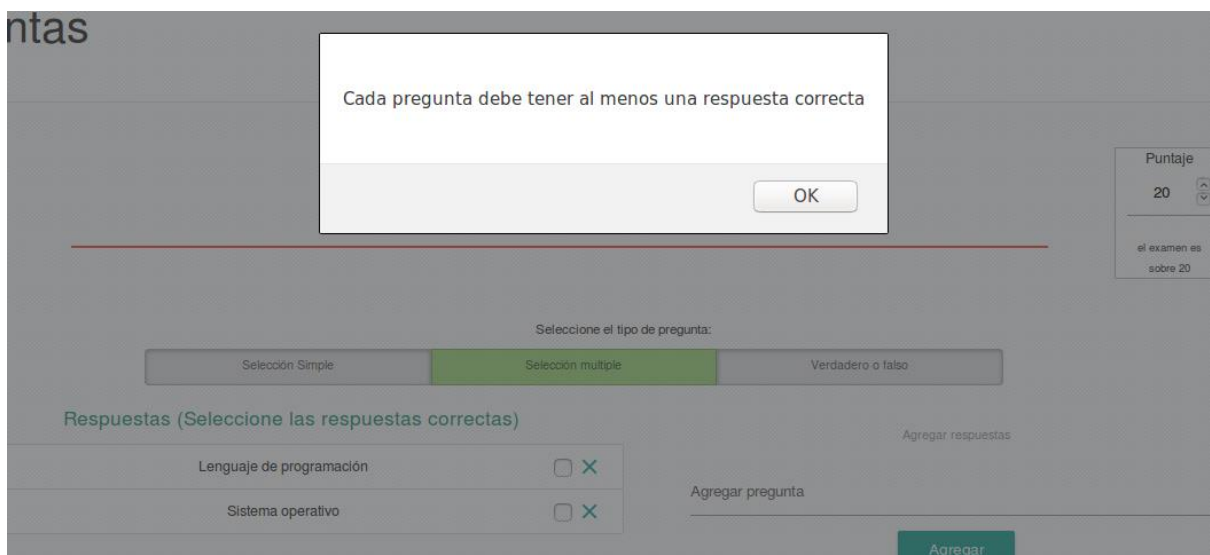 ntas
Cada pregunta debe tener al menos una respuesta correcta
OK
Puntaje
20
el examen es
sobre 20
Seleccione el tipo de pregunta:
Selección Simple
Selección multiple
Verdadero o falso
Respuestas (Seleccione las respuestas correctas)
Agregar respuestas
Lenguaje de programación
Agregar pregunta
Sistema operativo
Agregar